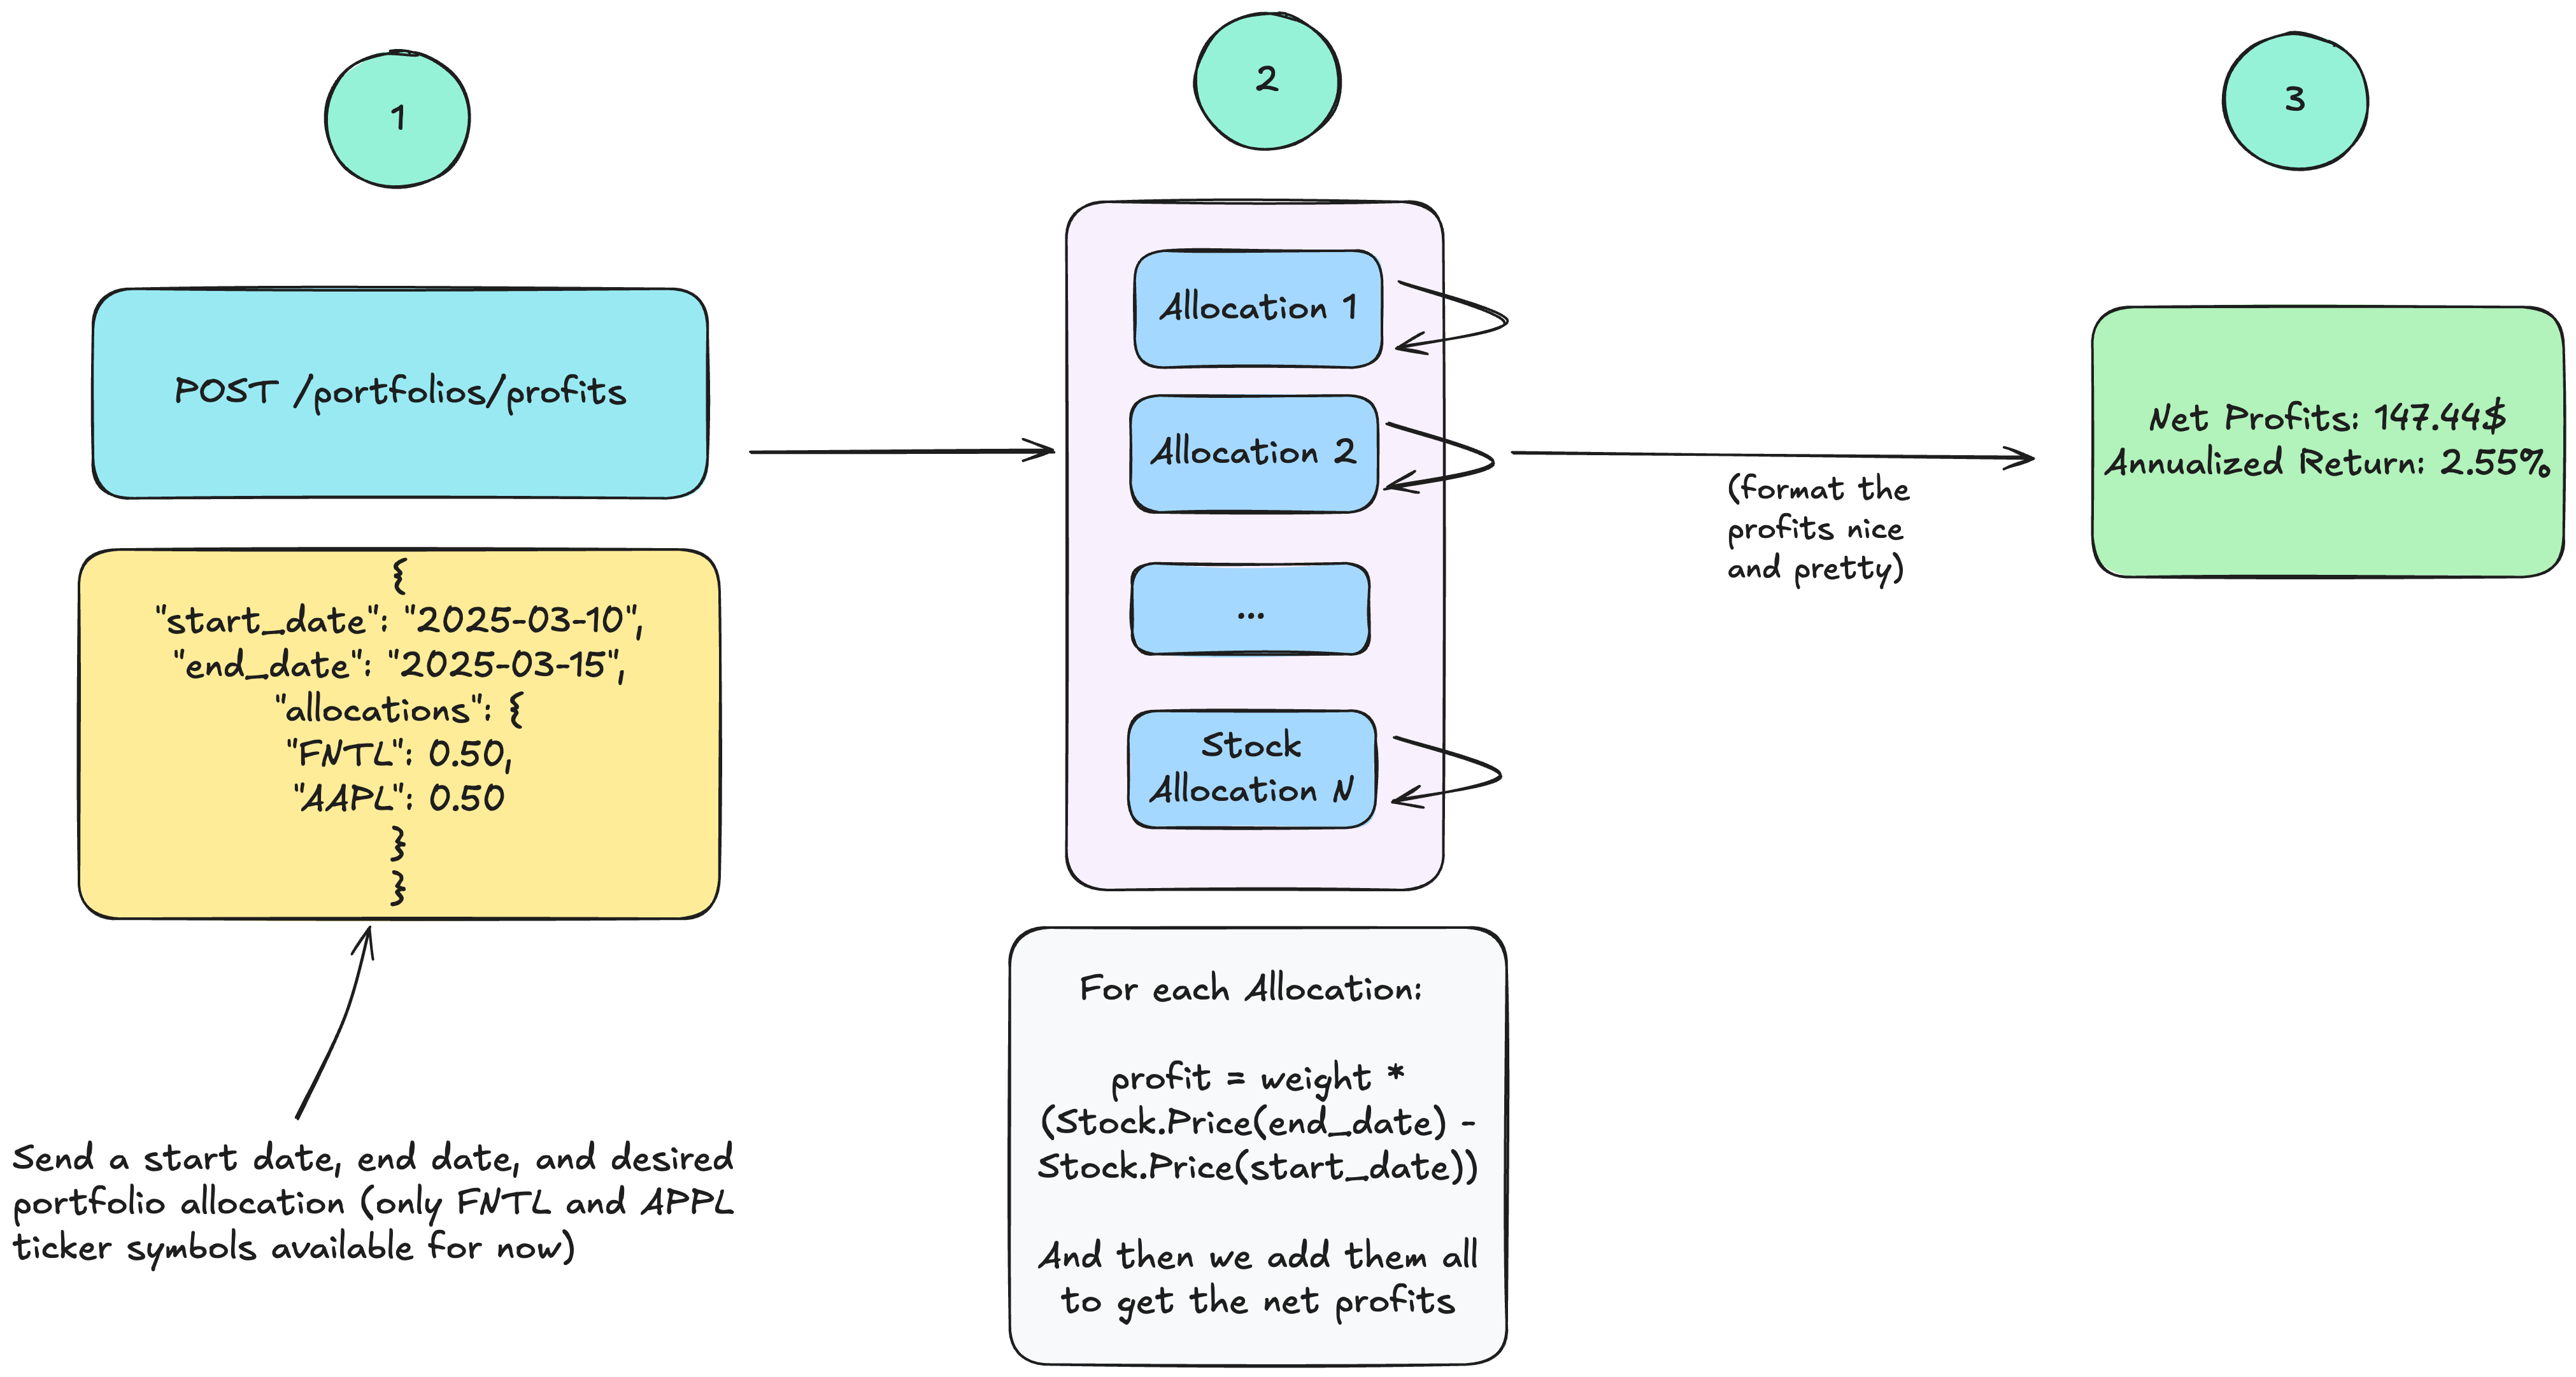 1
POST /portfolios/profits
{
"start_date": "2025-03-10",
"end_date": "2025-03-15",
"allocations": {
"FNTL": 0.50,
"AAPL": 0.50
}
}
Send a start date, end date, and desired
portfolio allocation (only FNTL and APPL
ticker symbols available for now)
2
Allocation 1
Allocation 2
...
Stock
Allocation N
For each Allocation:
profit = weight *
(Stock.Price(end_date) -
Stock.Price(start_date))
And then we add them all
to get the net profits
(format the
profits nice
and pretty)
3
Net Profits: 147.44$
Annualized Return: 2.55%